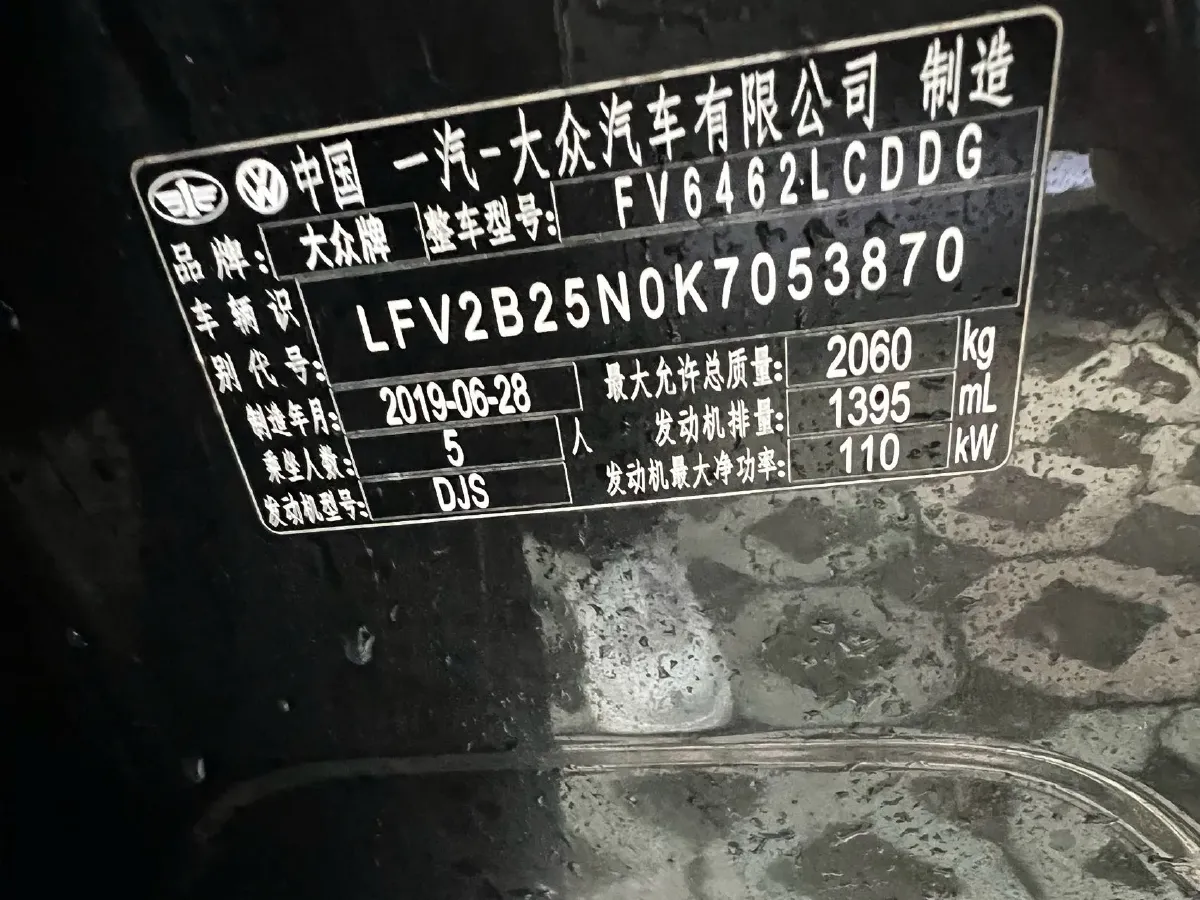 中国 一汽-大众汽车有限公司 制造
品牌: 大众牌 整车型号: FV6462LCDDG
车辆识别代号: LFV2B25N0K7053870
制造年月: 2019-06-28 最大允许总质量: 2060 kg
乘坐人数: 5 人 发动机排量: 1395 mL
发动机型号: DJS 发动机最大净功率: 110 kW